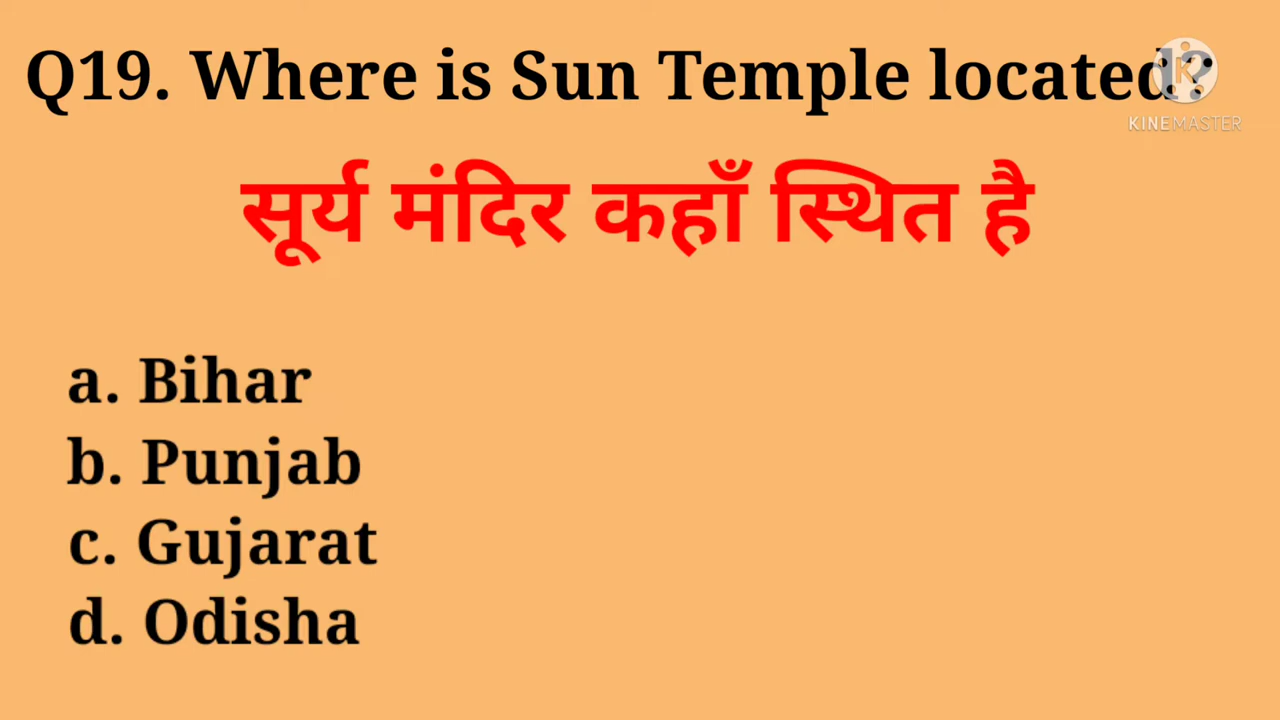 Q19. Where is Sun Temple located?
KINEMASTER
सूर्य मंदिर कहाँ स्थित है
a. Bihar
b. Punjab
c. Gujarat
d. Odisha